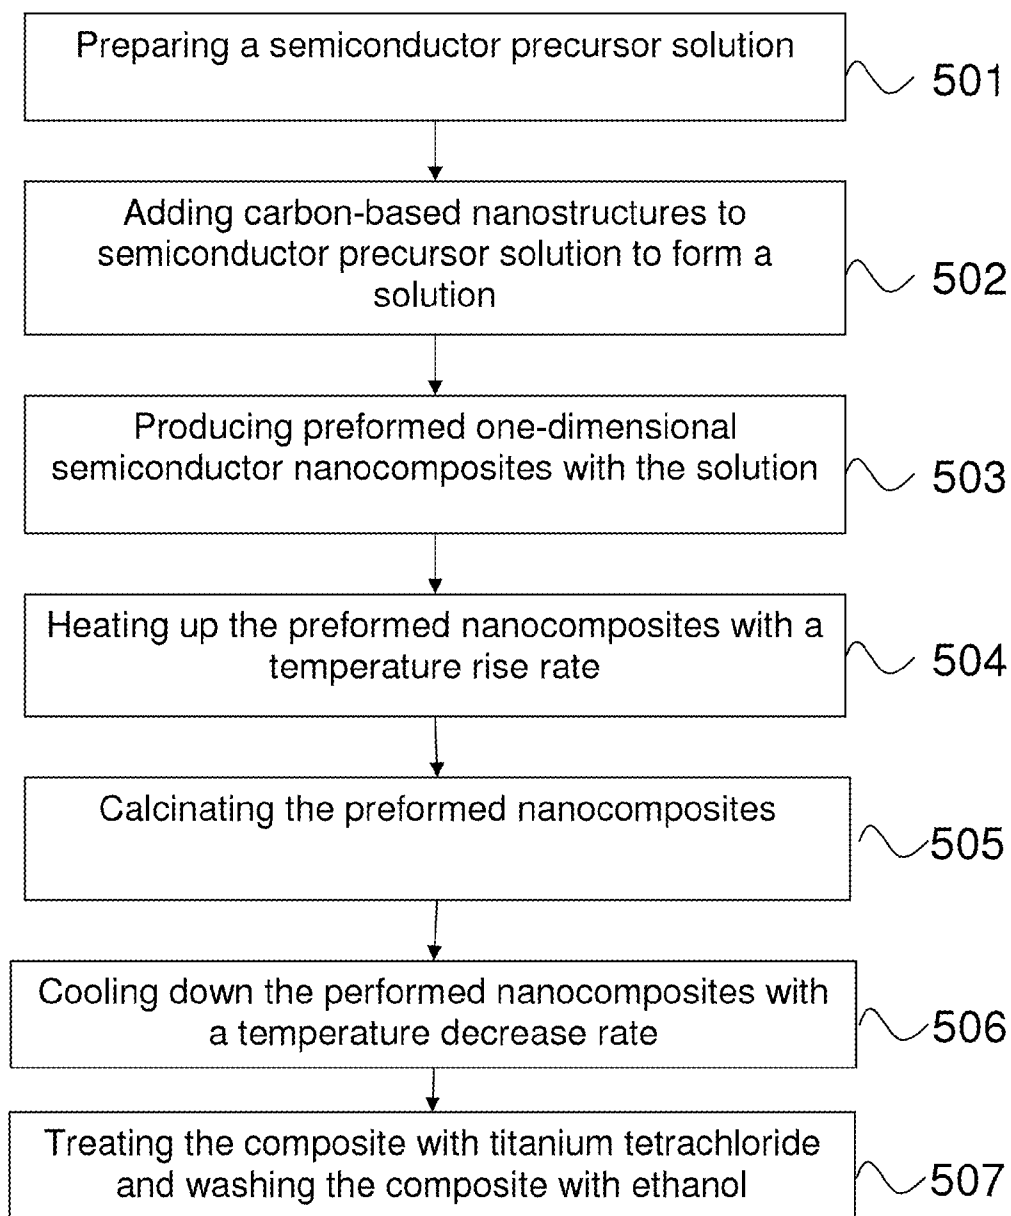 Preparing a semiconductor precursor solution
501
Adding carbon-based nanostructures to
semiconductor precursor solution to form a
solution
502
Producing preformed one-dimensional
semiconductor nanocomposites with the solution
503
Heating up the preformed nanocomposites with a
temperature rise rate
504
Calcinating the preformed nanocomposites
505
Cooling down the performed nanocomposites with
a temperature decrease rate
506
Treating the composite with titanium tetrachloride
and washing the composite with ethanol
507